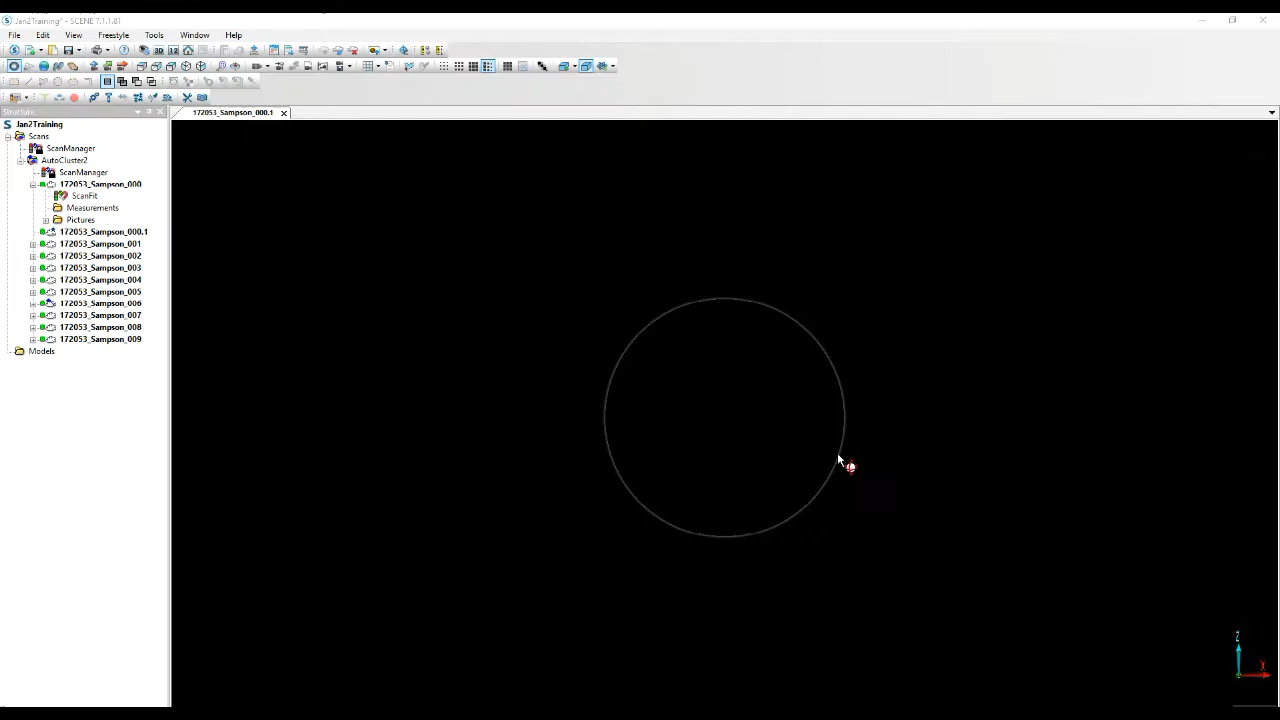 Jan2Training* - SCENE 7.1.1.81
File Edit View Freestyle Tools Window Help
Structure
172053_Sampson_000.1
Jan2Training
Scans
ScanManager
AutoCluster2
ScanManager
172053_Sampson_000
ScanFit
Measurements
Pictures
172053_Sampson_000.1
172053_Sampson_001
172053_Sampson_002
172053_Sampson_003
172053_Sampson_004
172053_Sampson_005
172053_Sampson_006
172053_Sampson_007
172053_Sampson_008
172053_Sampson_009
Models
Z
X